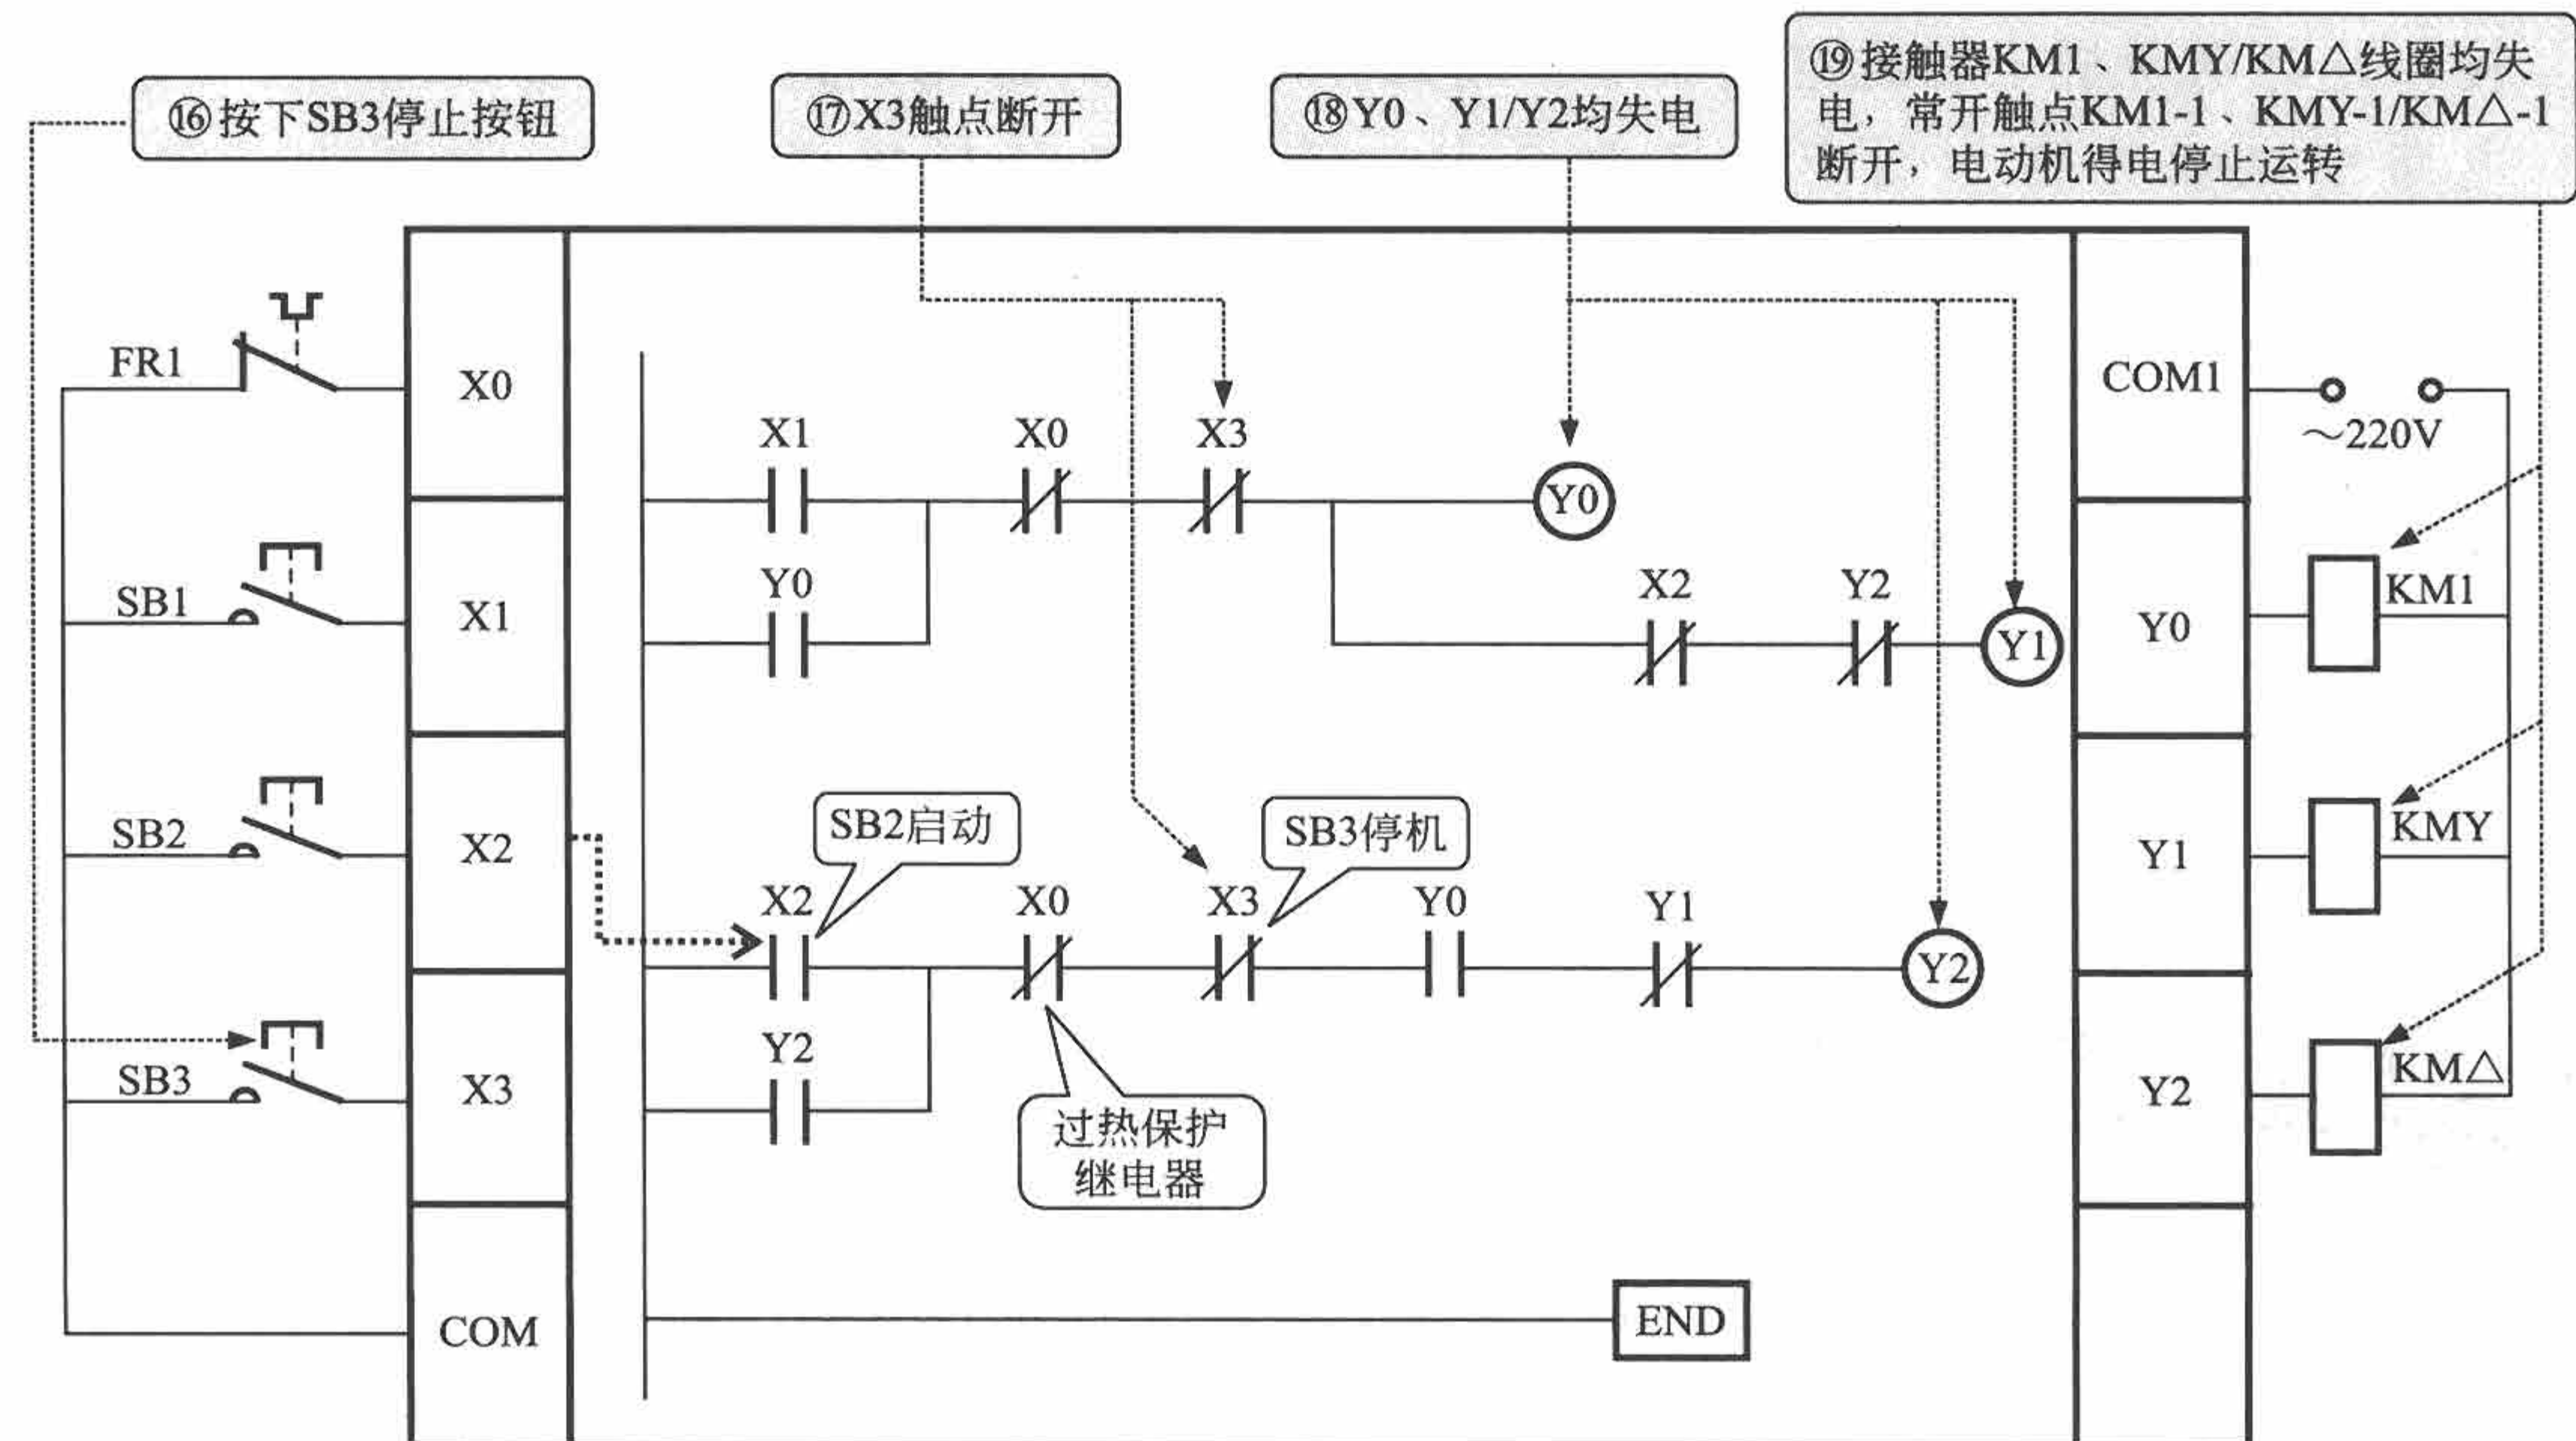 ⑯按下SB3停止按钮
⑰X3触点断开
⑱Y0、Y1/Y2均失电
⑲接触器KM1、KMY/KM△线圈均失
电，常开触点KM1-1、KMY-1/KM△-1
断开，电动机得电停止运转
FR1
X0
COM1
～220V
X1
X0
X3
Y0
SB1
X1
Y0
X2
Y2
Y1
Y0
KM1
SB2
X2
SB2启动
SB3停机
Y1
KMY
X2
X0
X3
Y0
Y1
Y2
SB3
X3
Y2
过热保护
继电器
Y2
KM△
COM
END